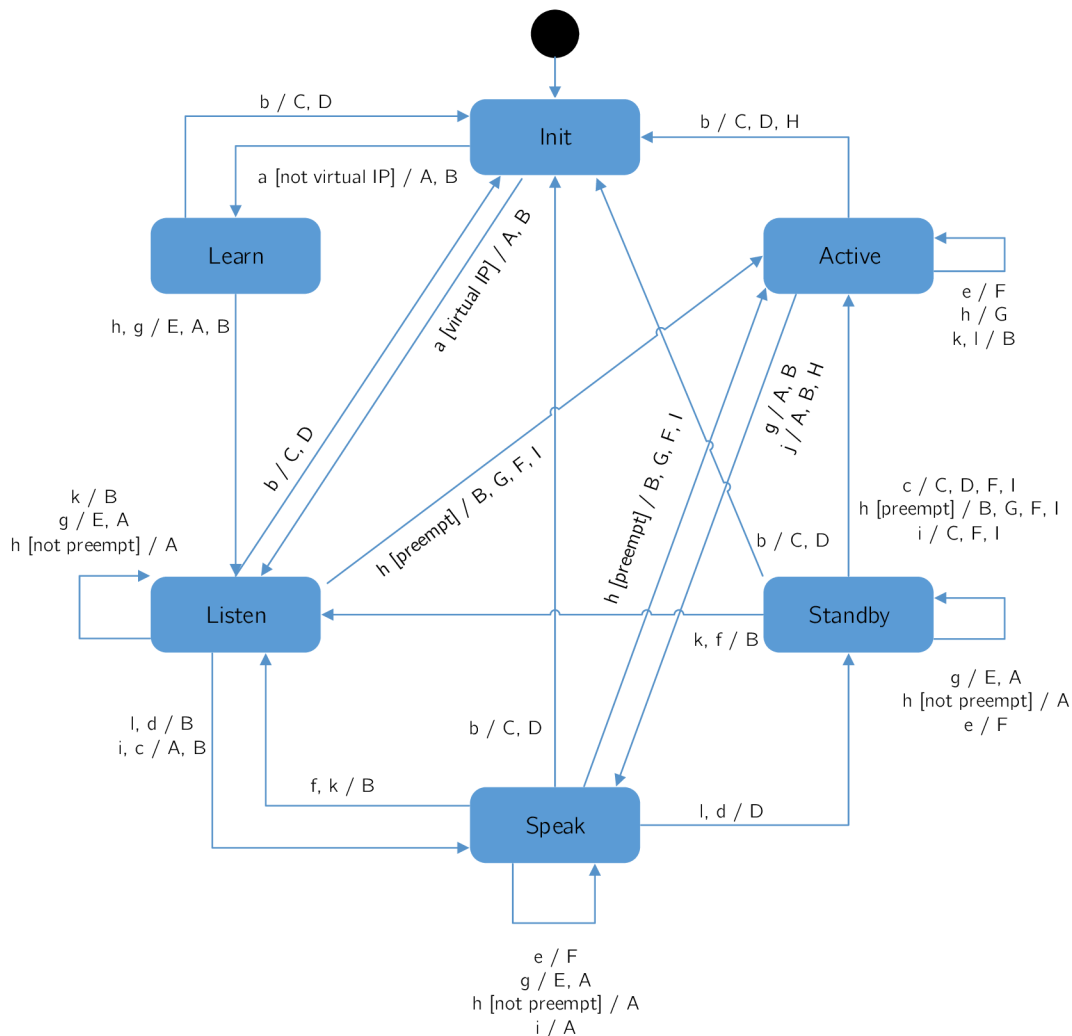 b / C, D
Init
b / C, D, H
a [not virtual IP] / A, B
Learn
Active
a [virtual IP] / A, B
e / F
h / G
k, l / B
h, g / E, A, B
g / A, B
j / A, B, H
b / C, D
h [preempt] / B, G, F, I
h [preempt] / B, G, F, I
k / B
g / E, A
h [not preempt] / A
c / C, D, F, I
h [preempt] / B, G, F, I
i / C, F, I
b / C, D
Listen
Standby
k, f / B
g / E, A
h [not preempt] / A
e / F
l, d / B
i, c / A, B
b / C, D
f, k / B
Speak
l, d / D
e / F
g / E, A
h [not preempt] / A
i / A